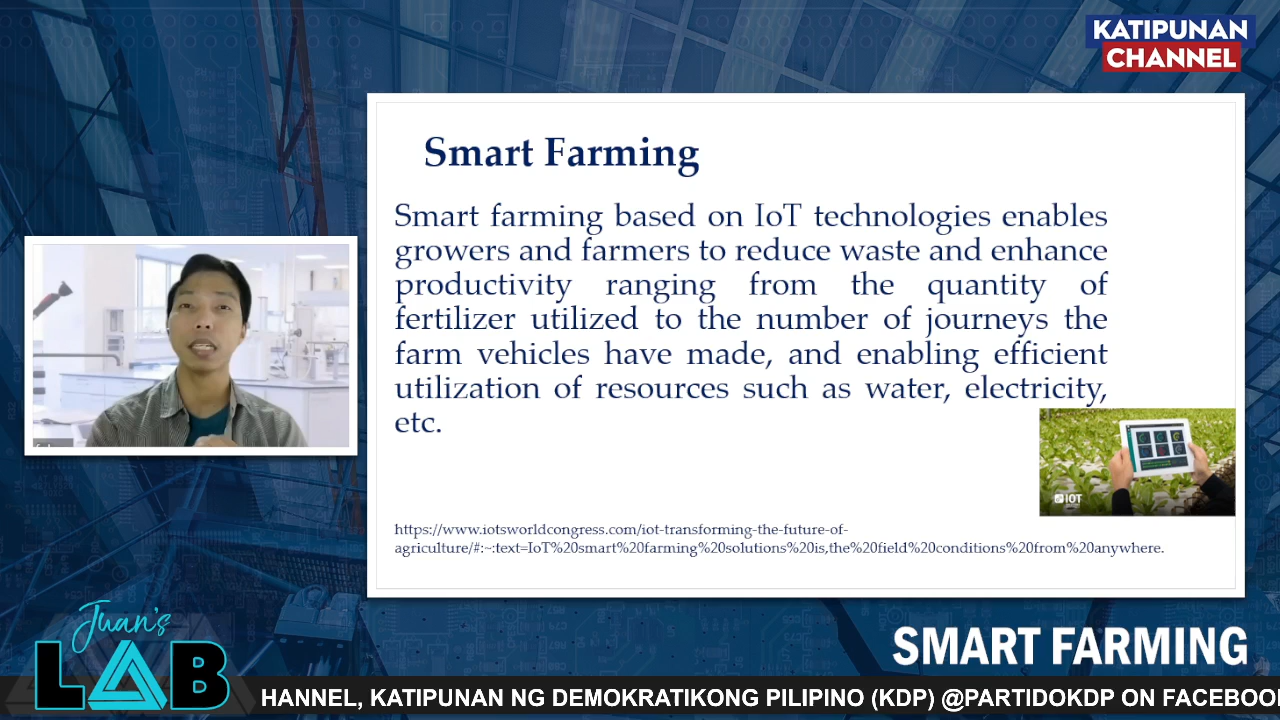 KATIPUNAN
CHANNEL
Smart Farming
Smart farming based on IoT technologies enables
growers and farmers to reduce waste and enhance
productivity ranging from the quantity of
fertilizer utilized to the number of journeys the
farm vehicles have made, and enabling efficient
utilization of resources such as water, electricity,
etc.
IOT
https://www.iotsworldcongress.com/iot-transforming-the-future-of-
agriculture/#:~:text=IoT%20smart%20farming%20solutions%20is,the%20field%20conditions%20from%20anywhere.
Juan's
LAB
SMART FARMING
HANNEL, KATIPUNAN NG DEMOKRATIKONG PILIPINO (KDP) @PARTIDOKDP ON FACEBOO